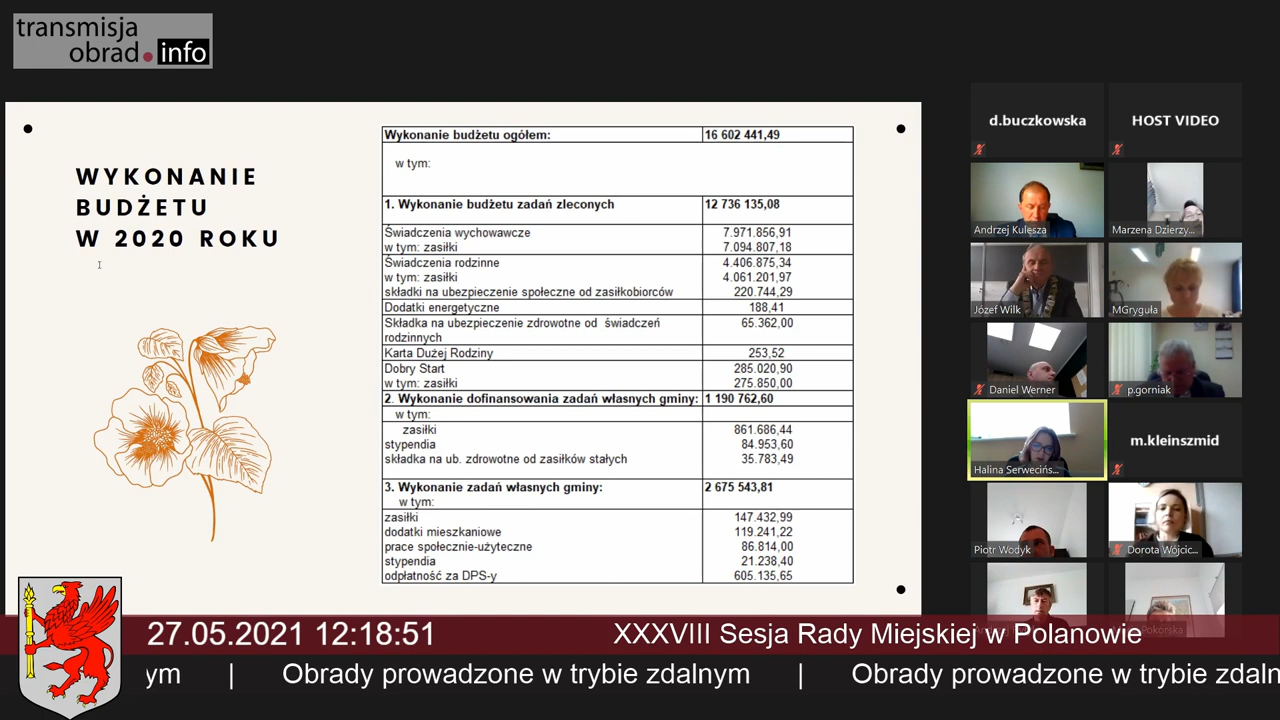 transmisja
obrad.info
WYKONANIE
BUDŻETU
W 2020 ROKU
Wykonanie budżetu ogółem: 16 602 441,49
w tym:
1. Wykonanie budżetu zadań zleconych 12 736 135,08
Świadczenia wychowawcze 7.971.856,91
w tym: zasiłki 7.094.807,18
Świadczenia rodzinne 4.406.875,34
w tym: zasiłki 4.061.201,97
składki na ubezpieczenie społeczne od zasiłkobiorców 220.744,29
Dodatki energetyczne 188,41
Składka na ubezpieczenie zdrowotne od świadczeń 65.362,00
rodzinnych
Karta Dużej Rodziny 253,52
Dobry Start 285.020,90
w tym: zasiłki 275.850,00
2. Wykonanie dofinansowania zadań własnych gminy: 1 190 762,60
w tym:
zasiłki 861.686,44
stypendia 84.953,60
składka na ub. zdrowotne od zasiłków stałych 35.783,49
3. Wykonanie zadań własnych gminy: 2 675 543,81
w tym:
zasiłki 147.432,99
dodatki mieszkaniowe 119.241,22
prace społecznie-użyteczne 86.814,00
stypendia 21.238,40
odpłatność za DPS-y 605.135,65
d.buczkowska
HOST VIDEO
Andrzej Kulesza
Marzena Dzierzy...
Józef Wilk
MGryguła
Daniel Werner
p.gorniak
Halina Serwecińs...
m.kleinszmid
Piotr Wodyk
Dorota Wójcic...
Pokorska
27.05.2021 12:18:51
XXXVIII Sesja Rady Miejskiej w Polanowie
ym | Obrady prowadzone w trybie zdalnym | Obrady prowadzone w trybie zdaln